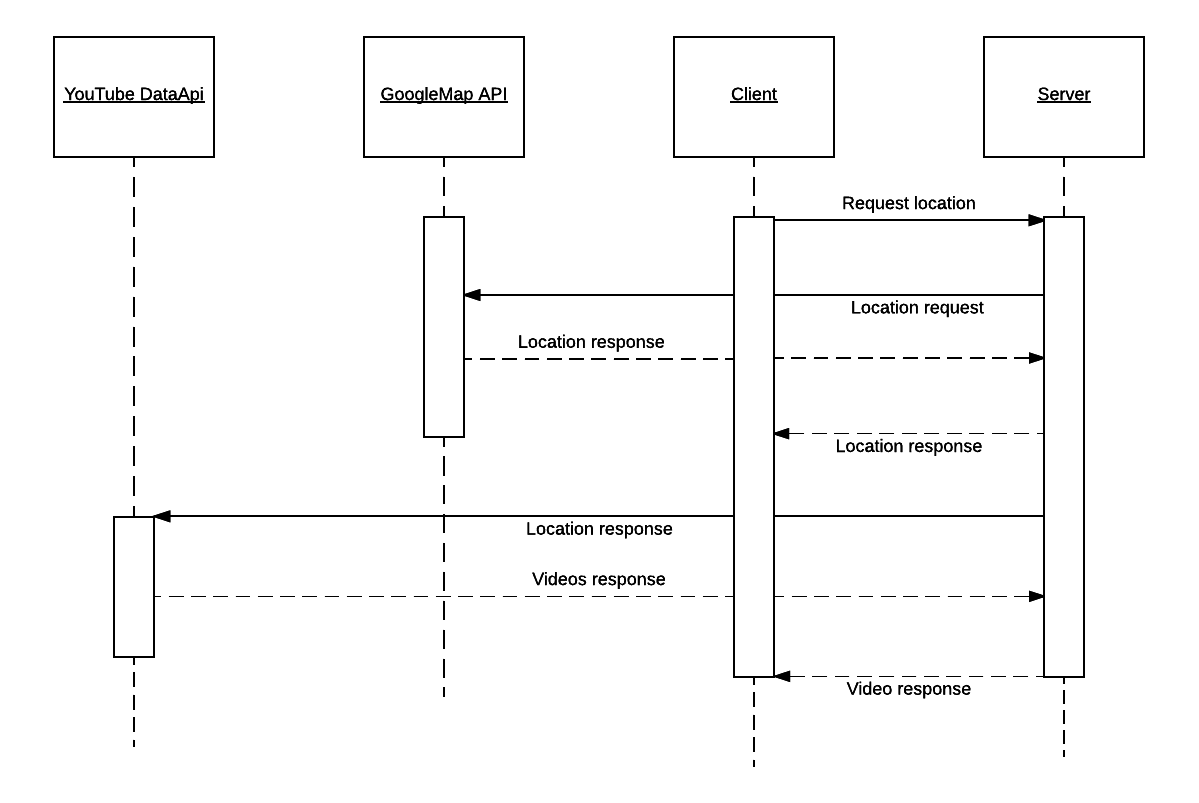 YouTube DataApi
GoogleMap API
Client
Server
Request location
Location request
Location response
Location response
Location response
Videos response
Video response